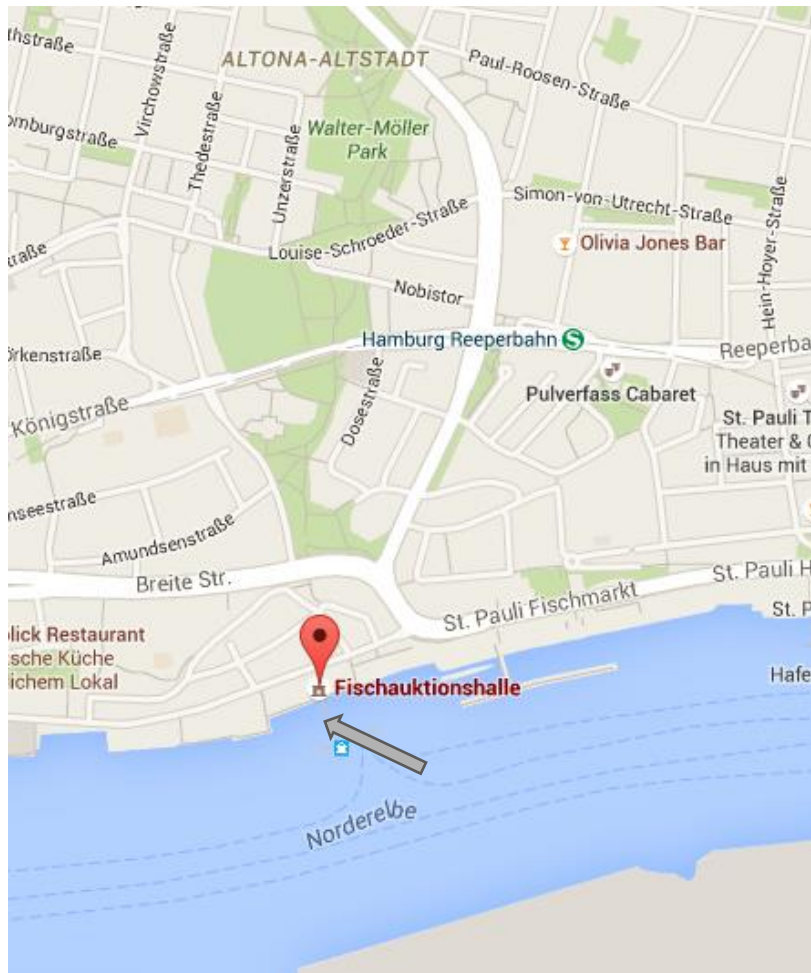 thstraße
Virchowstraße
ALTONA-ALTSTADT
Paul-Roosen-Straße
omburgstraße
Thedestraße
Unzerstraße
Walter-Möller
Park
Simon-von-Utrecht-Straße
Hein-Hoyer-Straße
traße
Louise-Schroeder-Straße
Olivia Jones Bar
Nobistor
Hamburg Reeperbahn
S
Reeperba
örkenstraße
Dosestraße
Pulverfass Cabaret
Königstraße
St. Pauli T
Theater &
in Haus mit
nseestraße
Amundsenstraße
Breite Str.
St. Pauli Fischmarkt
St. Pauli H
St. P
lick Restaurant
sche Küche
ichem Lokal
Fischauktionshalle
Hafe
Norderelbe